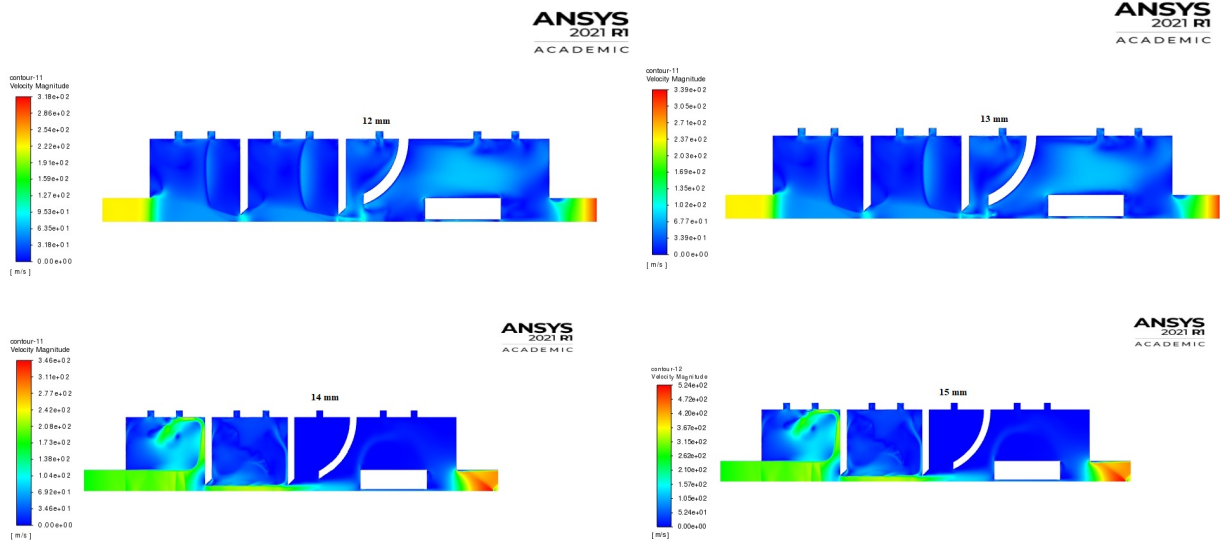 ANSYS
2021 R1
ACADEMIC
contour-11
Velocity Magnitude
3.18e+02
2.86e+02
2.54e+02
2.22e+02
1.91e+02
1.59e+02
1.27e+02
9.53e+01
6.35e+01
3.18e+01
0.00e+00
[ m/s ]
12 mm
ANSYS
2021 R1
ACADEMIC
contour-11
Velocity Magnitude
3.39e+02
3.05e+02
2.71e+02
2.37e+02
2.03e+02
1.69e+02
1.35e+02
1.02e+02
6.77e+01
3.39e+01
0.00e+00
[ m/s ]
13 mm
ANSYS
2021 R1
ACADEMIC
contour-11
Velocity Magnitude
3.46e+02
3.11e+02
2.77e+02
2.42e+02
2.08e+02
1.73e+02
1.38e+02
1.04e+02
6.92e+01
3.46e+01
0.00e+00
[ m/s ]
14 mm
ANSYS
2021 R1
ACADEMIC
contour-12
Velocity Magnitude
5.24e+02
4.72e+02
4.20e+02
3.67e+02
3.15e+02
2.62e+02
2.10e+02
1.57e+02
1.05e+02
5.24e+01
0.00e+00
[ m/s ]
15 mm